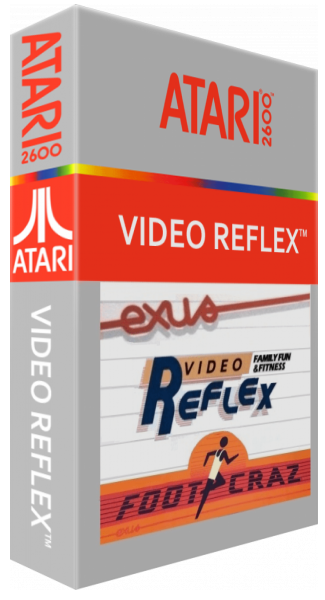 ATARI
2600
ATARI
VIDEO REFLEX™
ATARI 2600
VIDEO REFLEX™
exus
VIDEO
REFLEX
FAMILY FUN
& FITNESS
FOOT CRAZ